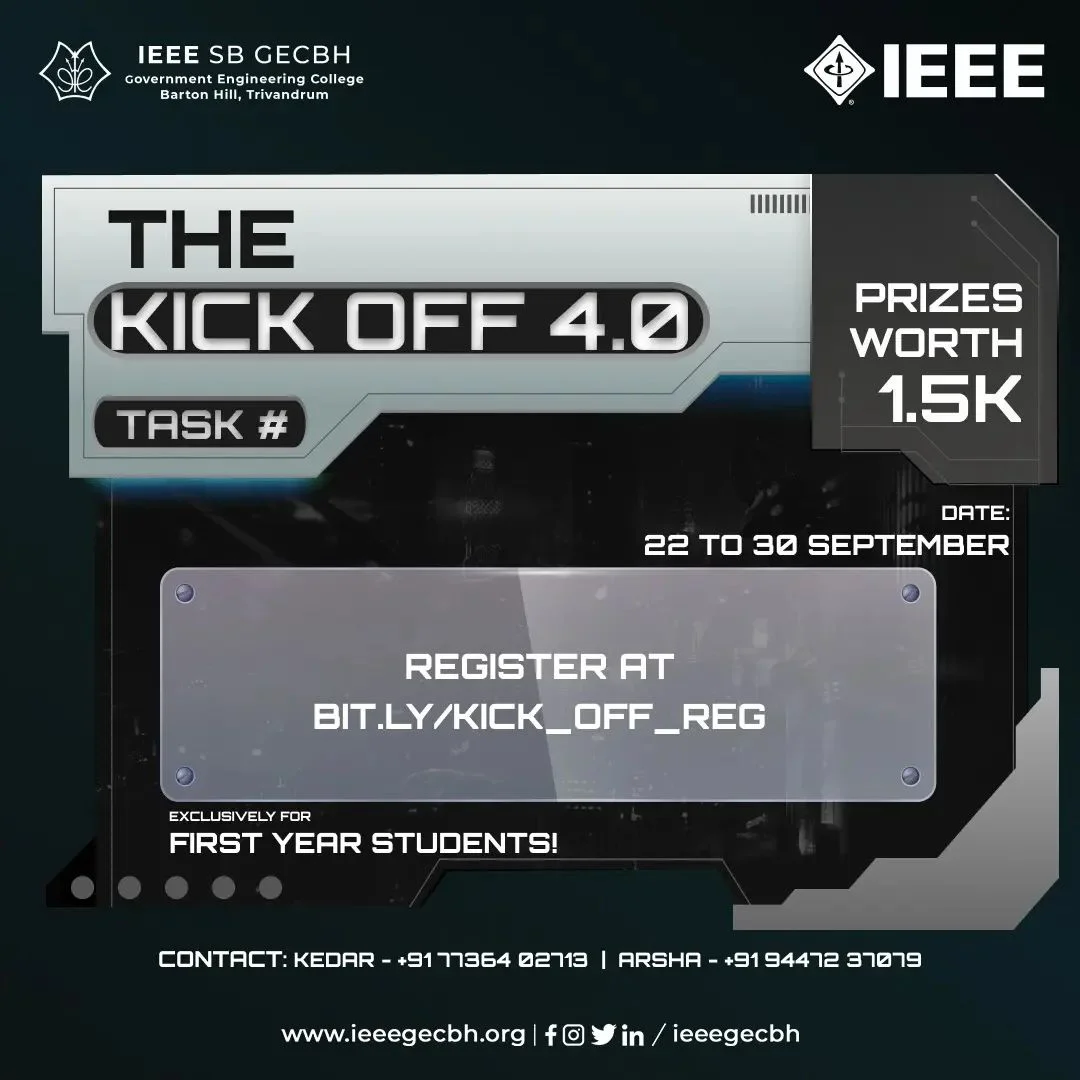 IEEE SB GECBH
Government Engineering College
Barton Hill, Trivandrum
IEEE
THE
KICK OFF 4.0
TASK #
PRIZES
WORTH
1.5K
DATE:
22 TO 30 SEPTEMBER
REGISTER AT
BIT.LY/KICK_OFF_REG
EXCLUSIVELY FOR
FIRST YEAR STUDENTS!
CONTACT: KEDAR - +91 77364 02713 | ARSHA - +91 94472 37079
www.ieeegecbh.org | / ieeegecbh